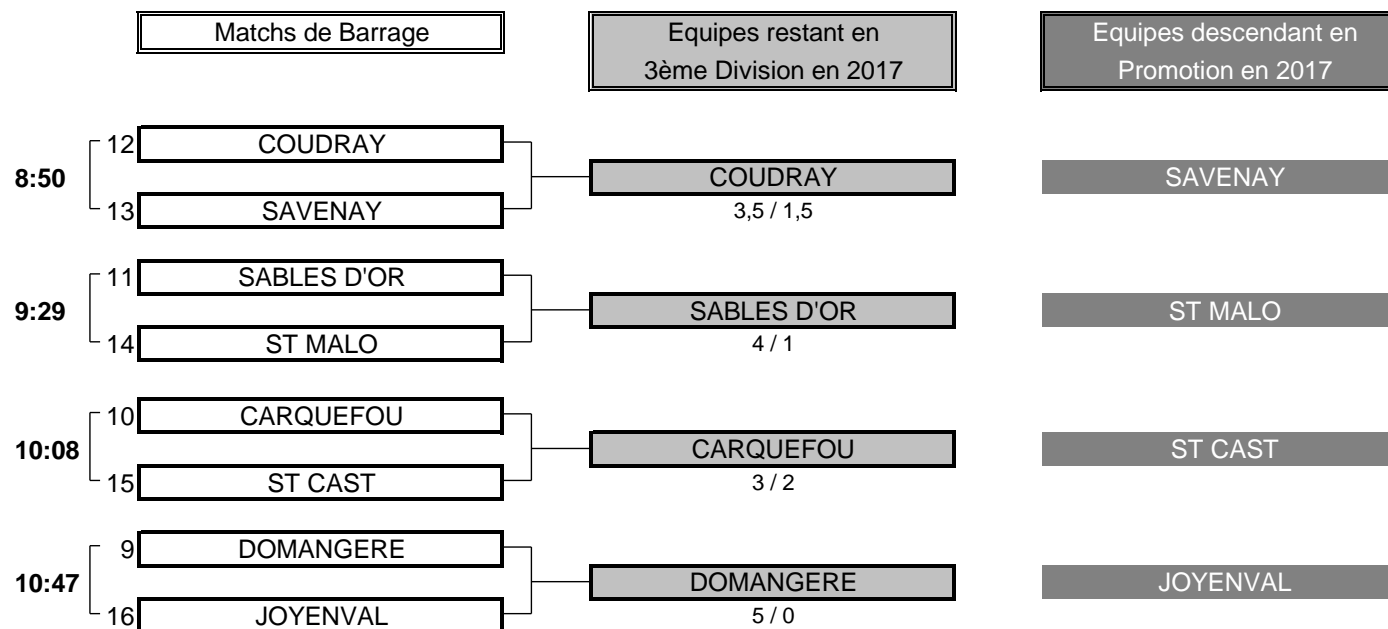 Matchs de Barrage
Equipes restant en
3ème Division en 2017
Equipes descendant en
Promotion en 2017
12 COUDRAY
8:50 COUDRAY SAVENAY
13 SAVENAY 3,5 / 1,5
11 SABLES D'OR
9:29 SABLES D'OR ST MALO
14 ST MALO 4 / 1
10 CARQUEFOU
10:08 CARQUEFOU ST CAST
15 ST CAST 3 / 2
9 DOMANGERE
10:47 DOMANGERE JOYENVAL
16 JOYENVAL 5 / 0